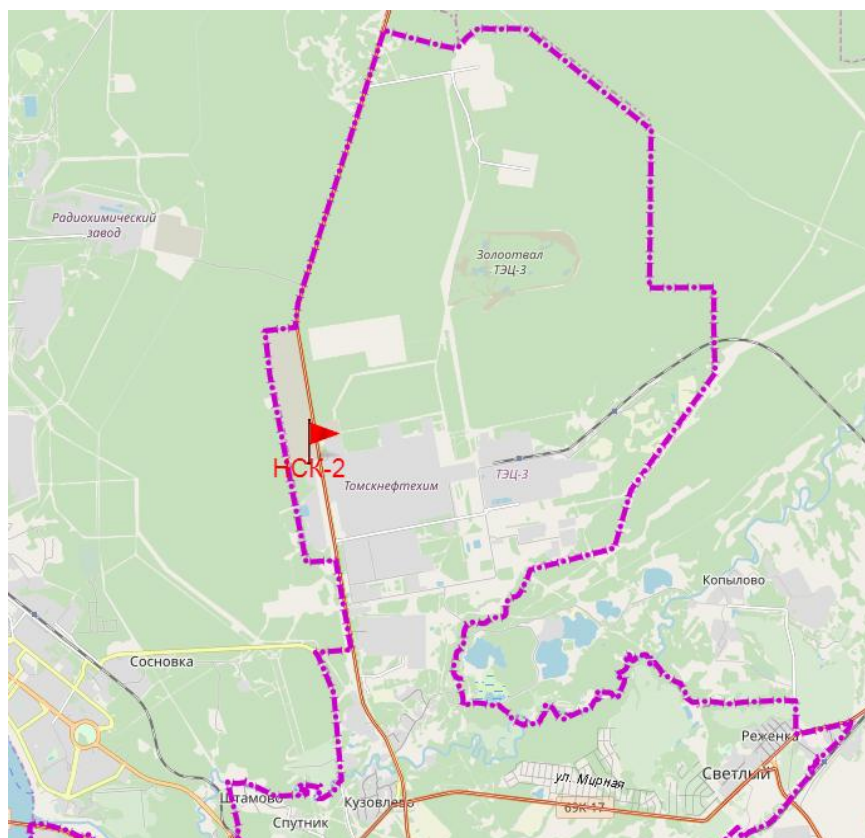 Радиохимический
завод
Золоотвал
ТЭЦ-3
НСК-2
Томскнефтехим
ТЭЦ-3
Копылово
Сосновка
Реженка
Светлый
ул. Мирная
Штамово
Кузовлево
69К-17
Спутник